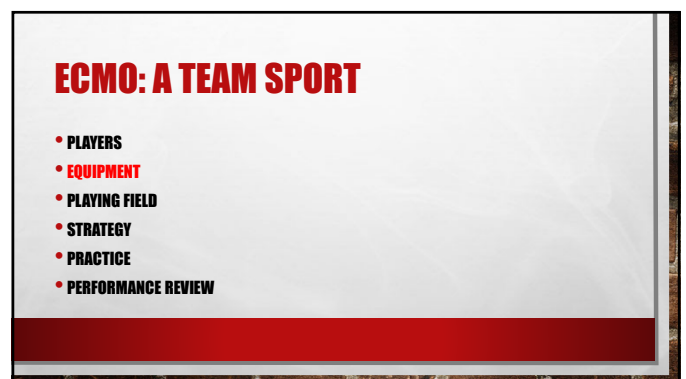 ECMO: A TEAM SPORT
• PLAYERS
• EQUIPMENT
• PLAYING FIELD
• STRATEGY
• PRACTICE
• PERFORMANCE REVIEW